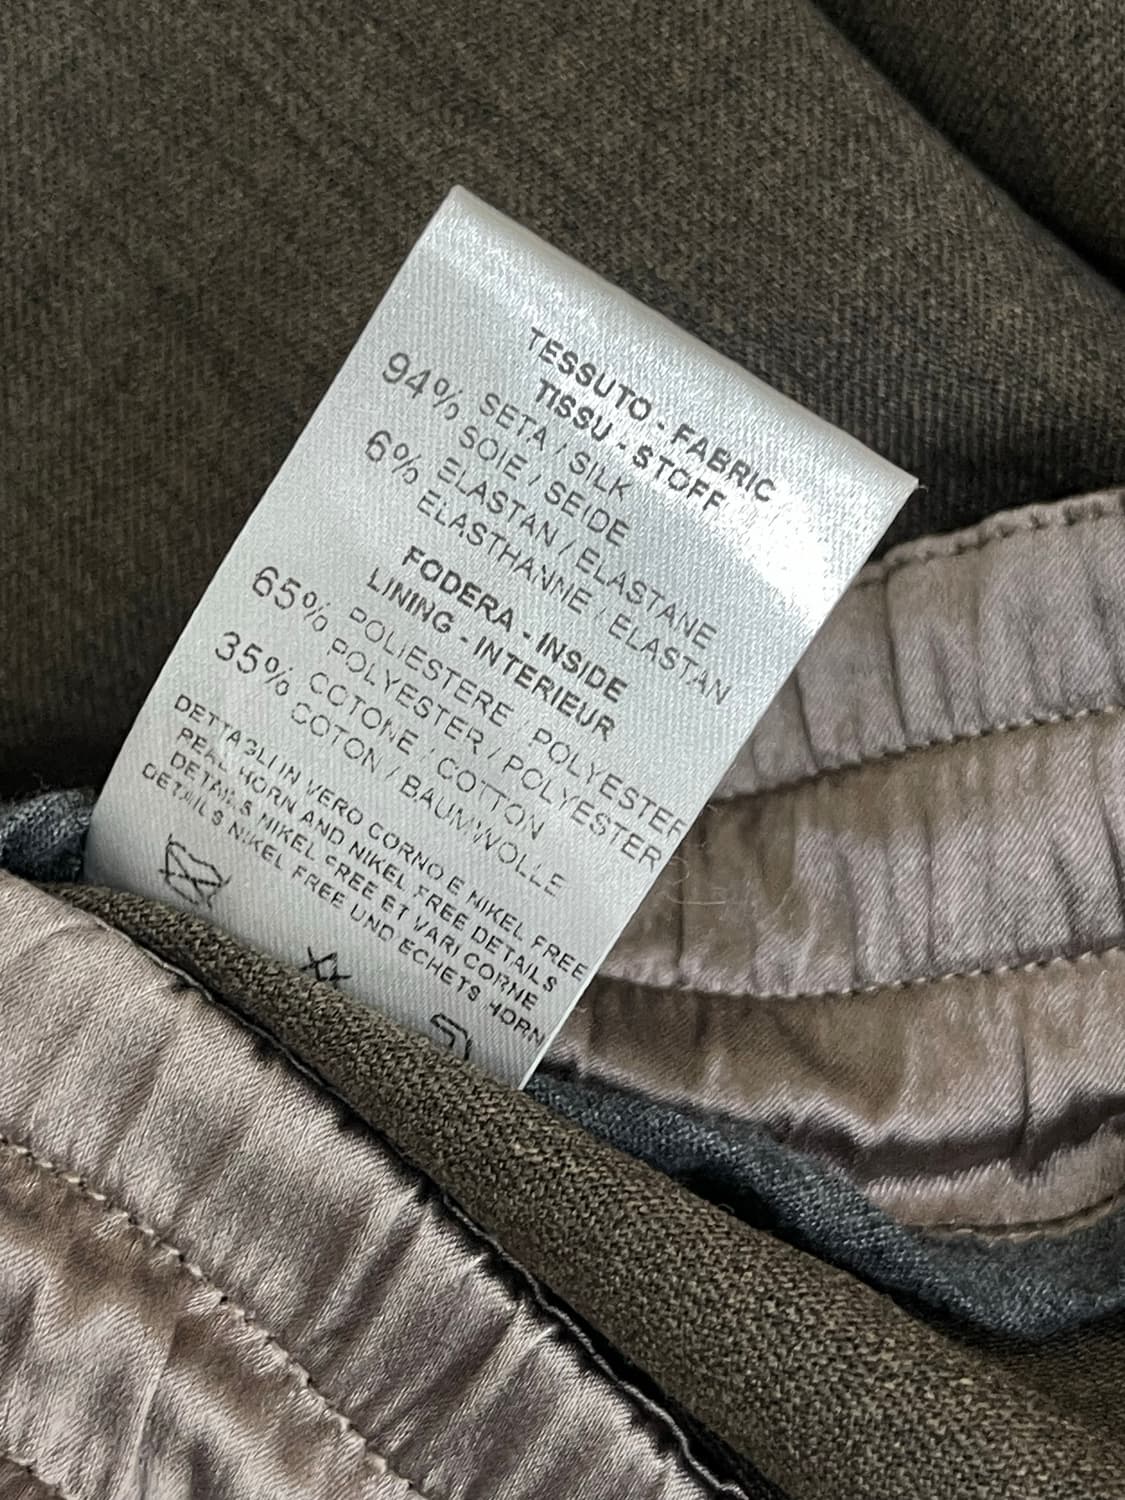 TESSUTO - FABRIC
TISSU - STOFF
94% SETA / SILK
SOIE / SEIDE
6% ELASTAN / ELASTANE
ELASTHANNE / ELASTAN
FODERA - INSIDE
LINING - INTERIEUR
65% POLIESTERE / POLYESTER
POLYESTER / POLYESTER
35% COTONE / COTTON
COTON / BAUMWOLLE
DETTAGLI IN VERO CORNO E NIKEL FREE
REAL HORN AND NIKEL FREE DETAILS
DETAILS NIKEL FREE ET VARI CORNE
DETAILS NIKEL FREE UND ECHETS HORN